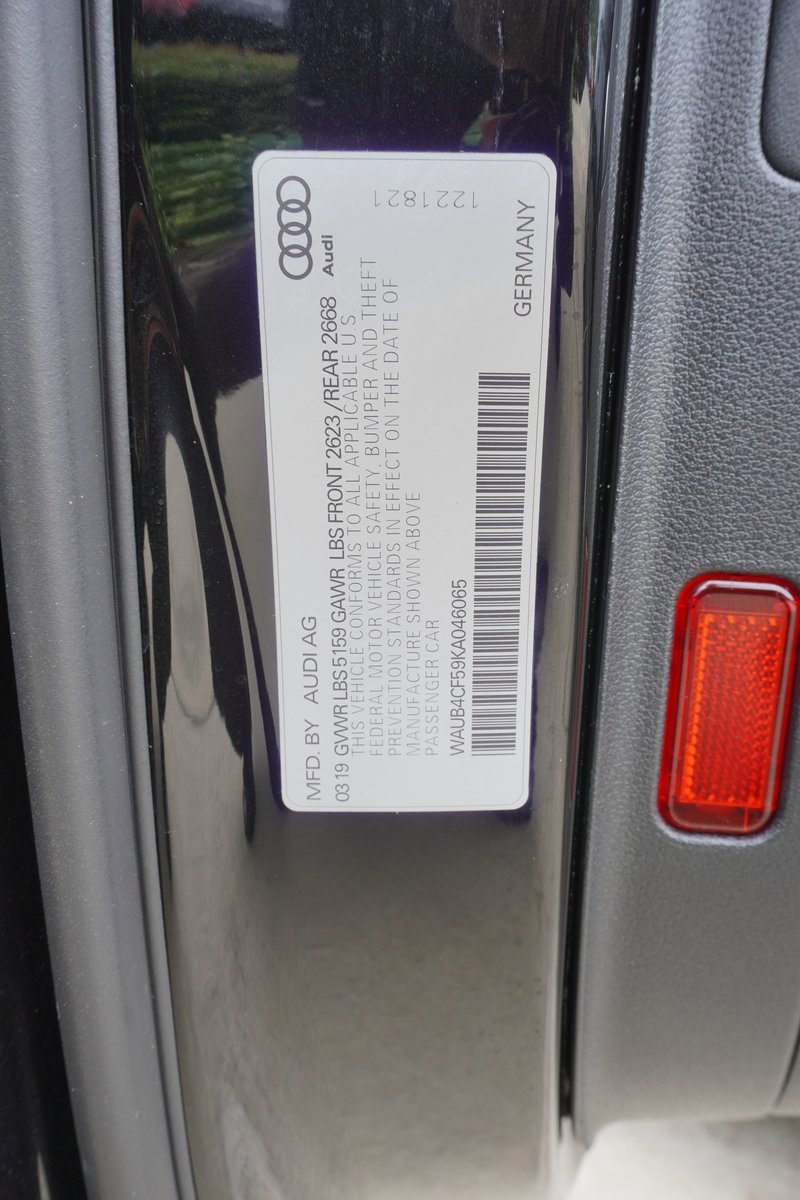 Audi
MFD. BY AUDI AG
0319 GVWR LBS 5159 GAWR LBS FRONT 2623 /REAR 2668
THIS VEHICLE CONFORMS TO ALL APPLICABLE U S
FEDERAL MOTOR VEHICLE SAFETY, BUMPER AND THEFT
PREVENTION STANDARDS IN EFFECT ON THE DATE OF
MANUFACTURE SHOWN ABOVE
PASSENGER CAR
WAUB4CF59KA046065
1221821
GERMANY